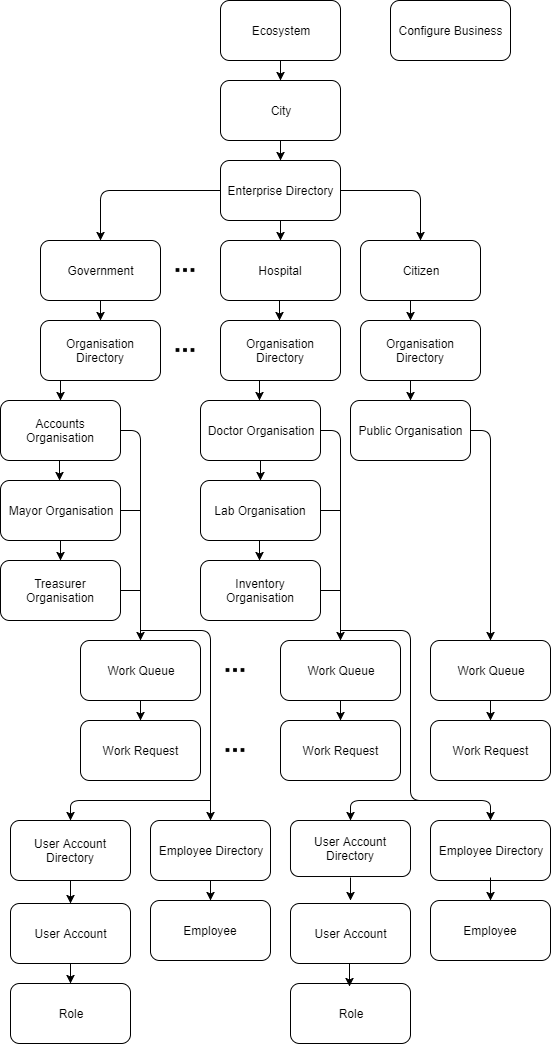 Ecosystem
Configure Business
City
Enterprise Directory
Government
...
Hospital
Citizen
Organisation
Directory
...
Organisation
Directory
Organisation
Directory
Accounts
Organisation
Doctor Organisation
Public Organisation
Mayor Organisation
Lab Organisation
Treasurer
Organisation
Inventory
Organisation
Work Queue
...
Work Queue
Work Queue
Work Request
...
Work Request
Work Request
User Account
Directory
Employee Directory
User Account
Directory
Employee Directory
User Account
Employee
User Account
Employee
Role
Role